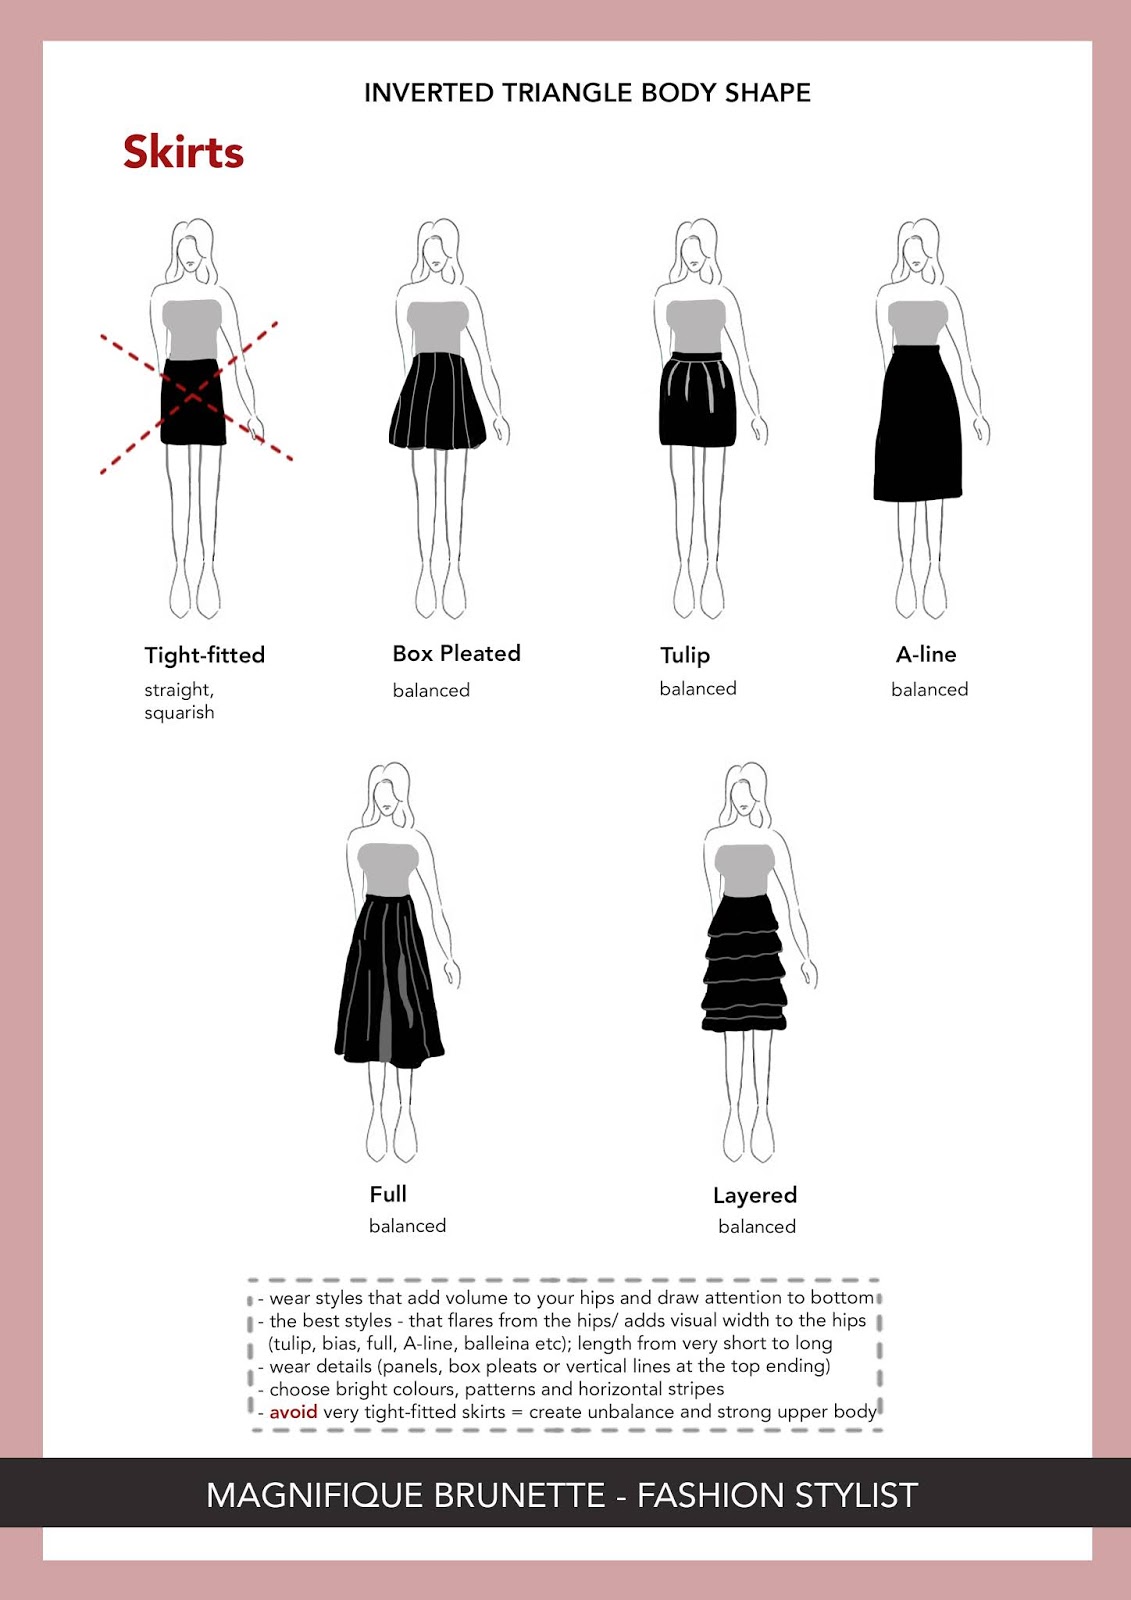 INVERTED TRIANGLE BODY SHAPE
Skirts
Tight-fitted
straight,
squarish
Box Pleated
balanced
Tulip
balanced
A-line
balanced
Full
balanced
Layered
balanced
- wear styles that add volume to your hips and draw attention to bottom
- the best styles - that flares from the hips/ adds visual width to the hips
(tulip, bias, full, A-line, balleina etc); length from very short to long
- wear details (panels, box pleats or vertical lines at the top ending)
- choose bright colours, patterns and horizontal stripes
- avoid very tight-fitted skirts = create unbalance and strong upper body
MAGNIFIQUE BRUNETTE - FASHION STYLIST